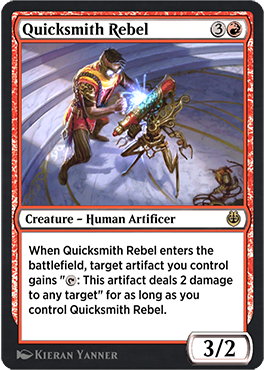 Quicksmith Rebel 3
Creature – Human Artificer
When Quicksmith Rebel enters the
battlefield, target artifact you control
gains ": This artifact deals 2 damage
to any target" for as long as you
control Quicksmith Rebel.
KIERAN YANNER
3/2